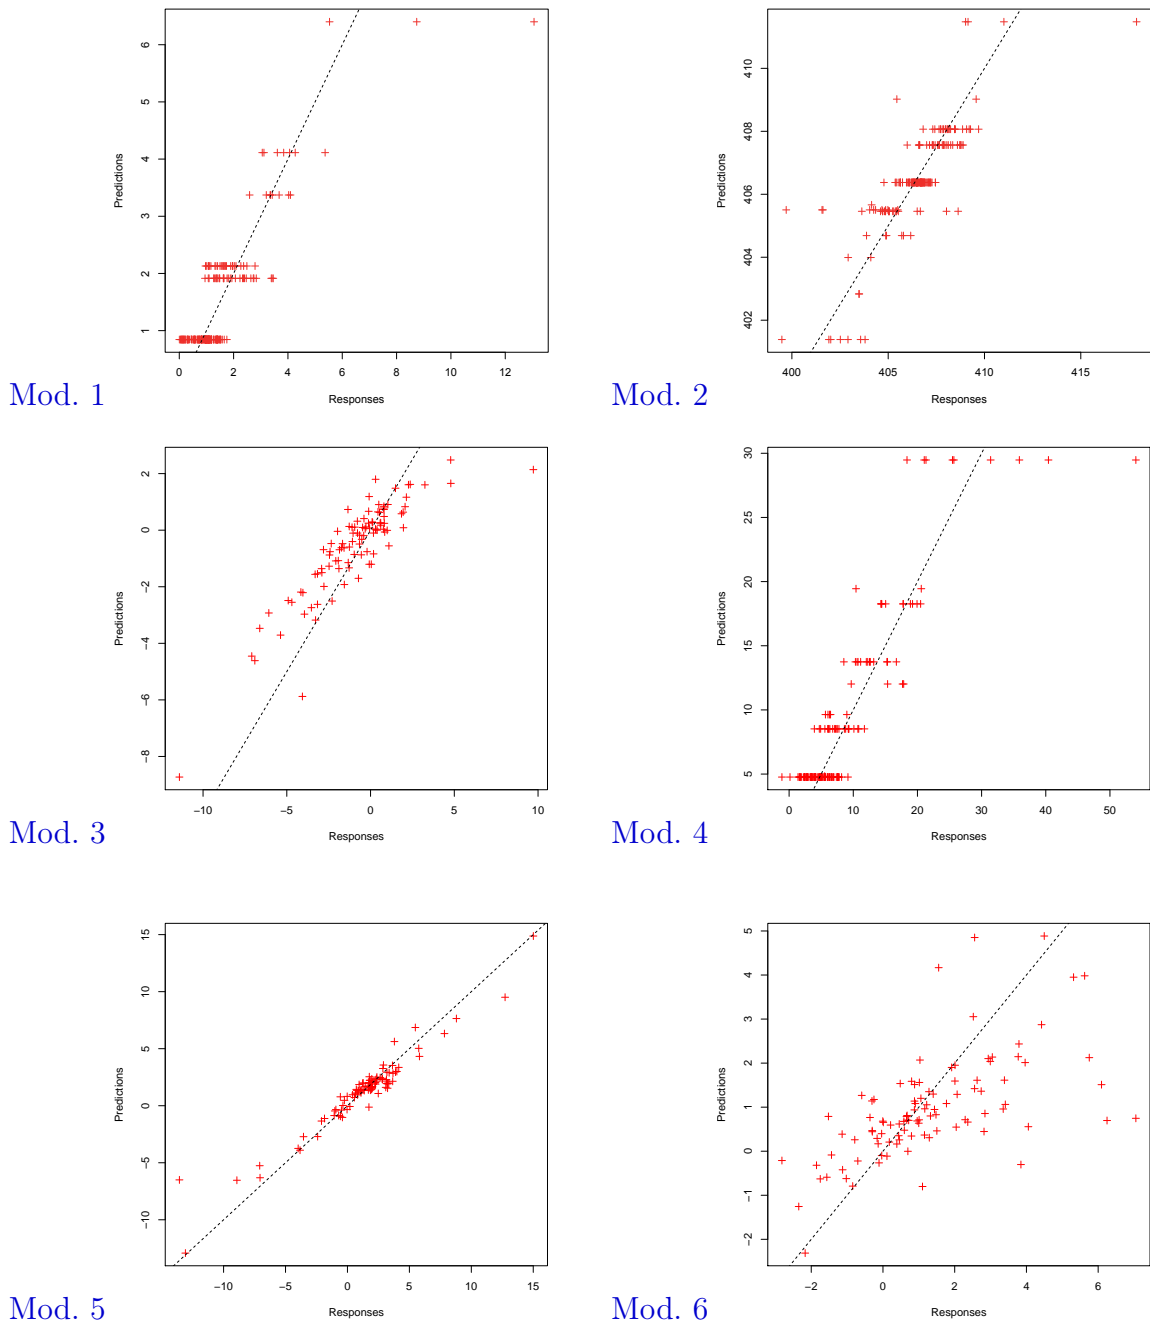 6
5
4
3
2
1
Predictions
0 2 4 6 8 10 12
Responses
Mod. 1
410
408
406
404
402
Predictions
400 405 410 415
Responses
Mod. 2
2
0
−2
−4
−6
−8
Predictions
−10 −5 0 5 10
Responses
Mod. 3
30
25
20
15
10
5
Predictions
0 10 20 30 40 50
Responses
Mod. 4
15
10
5
0
−5
−10
Predictions
−10 −5 0 5 10 15
Responses
Mod. 5
5
4
3
2
1
0
−1
−2
Predictions
−2 0 2 4 6
Responses
Mod. 6